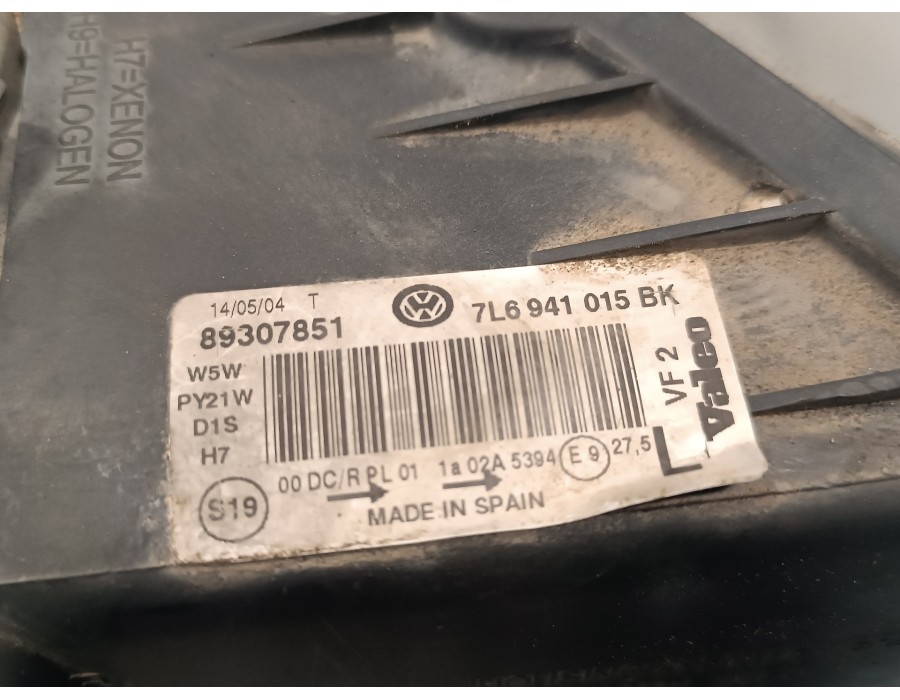 H7=XENON
H9=HALOGEN
14/05/04 T
89307851
7L6 941 015 BK
W5W
PY21W
D1S
H7
VF 2
Valeo
L
00 DC/R PL 01 1a 02A 5394 E 9 27,5
S19
MADE IN SPAIN